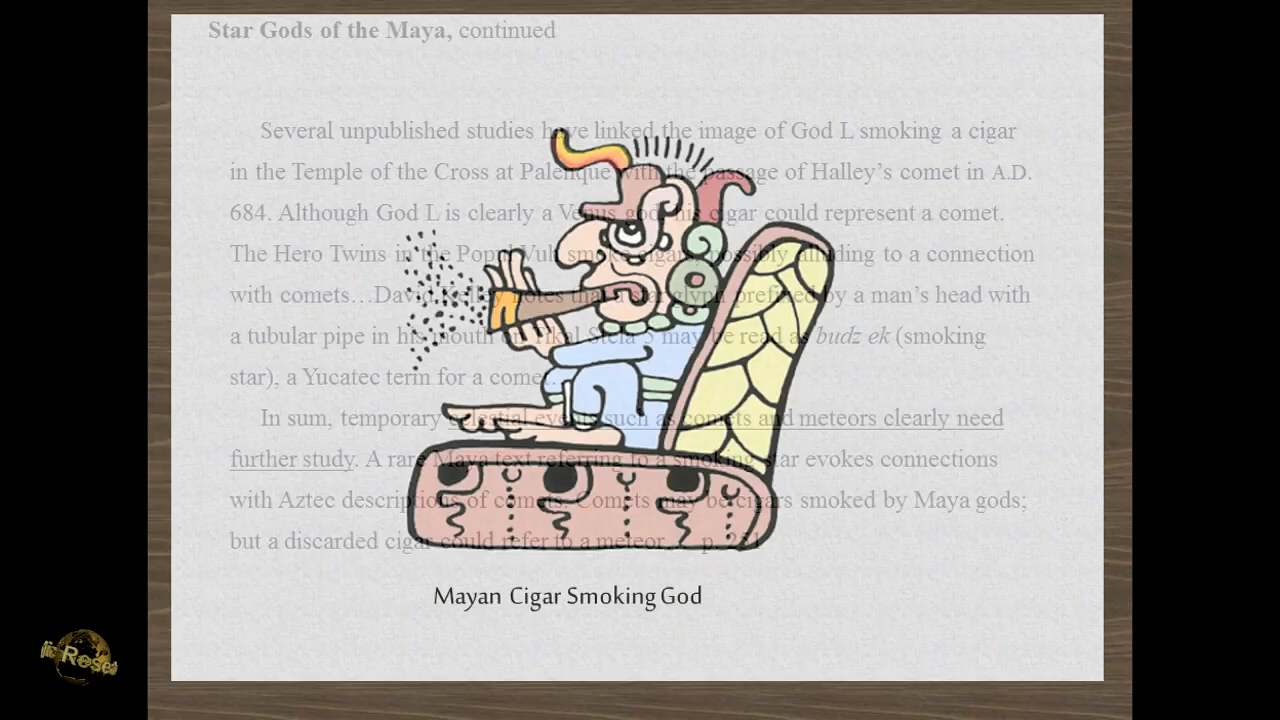 Star Gods of the Maya, continued
Several unpublished studies have linked the image of God L smoking a cigar
in the Temple of the Cross at Palenque with the passage of Halley's comet in A.D.
684. Although God L is clearly a Venus god, his cigar could represent a comet.
The Hero Twins in the Popol Vuh smoke cigars, possibly alluding to a connection
with comets…David Kelley notes that a star glyph prefixed by a man's head with
a tubular pipe in his mouth on Tikal Stela 5 may be read as budz ek (smoking
star), a Yucatec term for a comet.
In sum, temporary celestial events such as comets and meteors clearly need
further study. A rare Maya text referring to a smoking star evokes connections
with Aztec descriptions of comets. Comets may be cigars smoked by Maya gods;
but a discarded cigar could refer to a meteor. p.
Mayan Cigar Smoking God